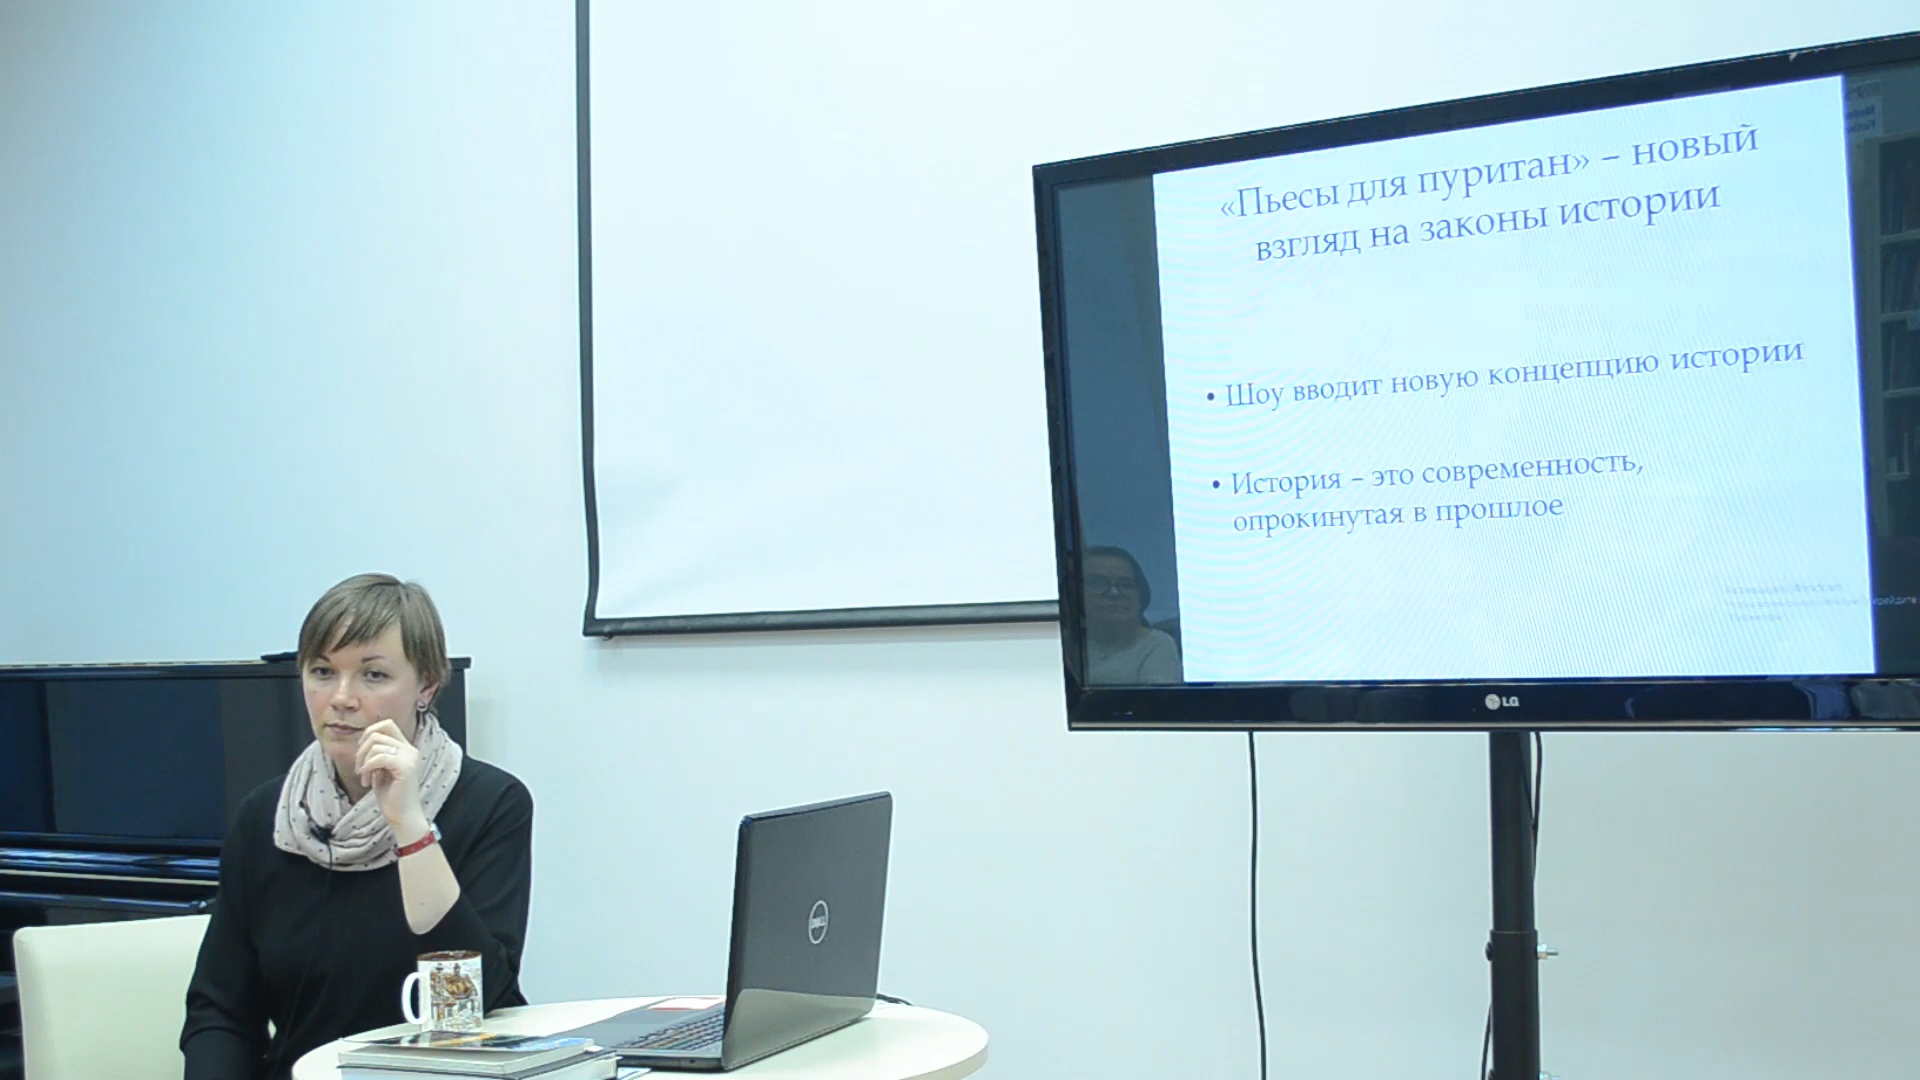 «Пьесы для пуритан» – новый
взгляд на законы истории
• Шоу вводит новую концепцию истории
• История – это современность,
опрокинутая в прошлое
LG
DELL